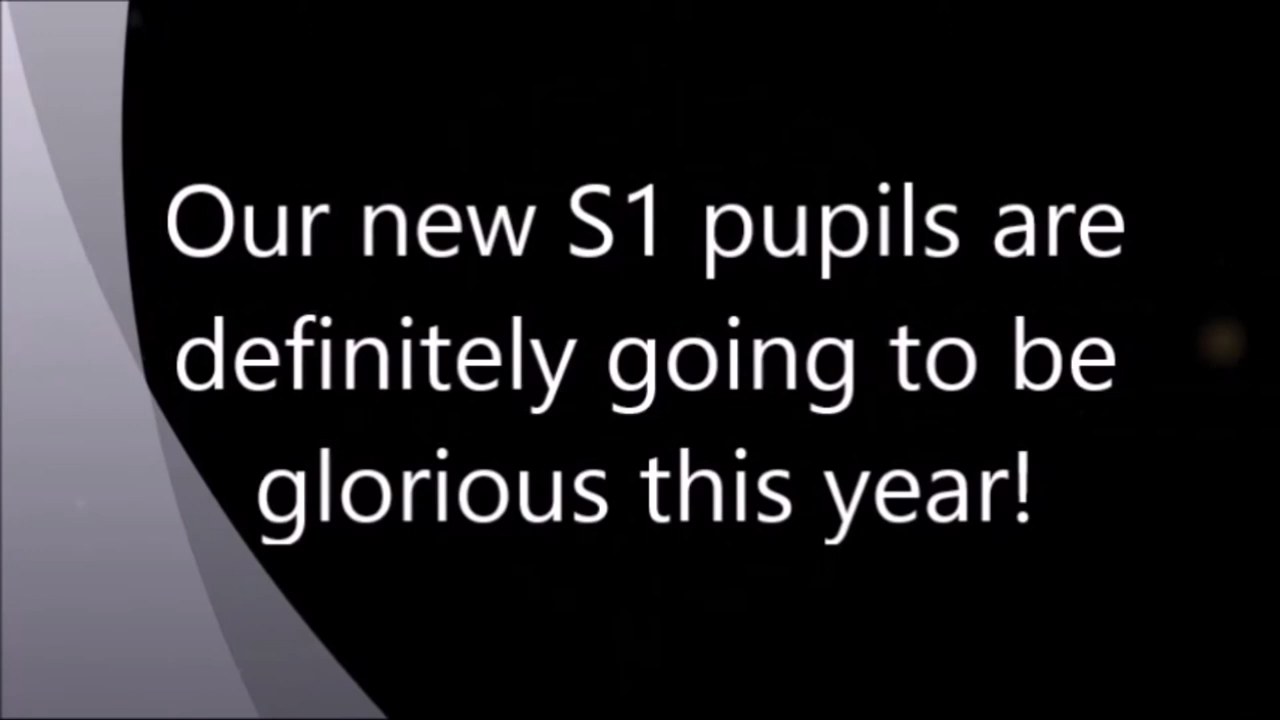 Our new S1 pupils are
definitely going to be
glorious this year!